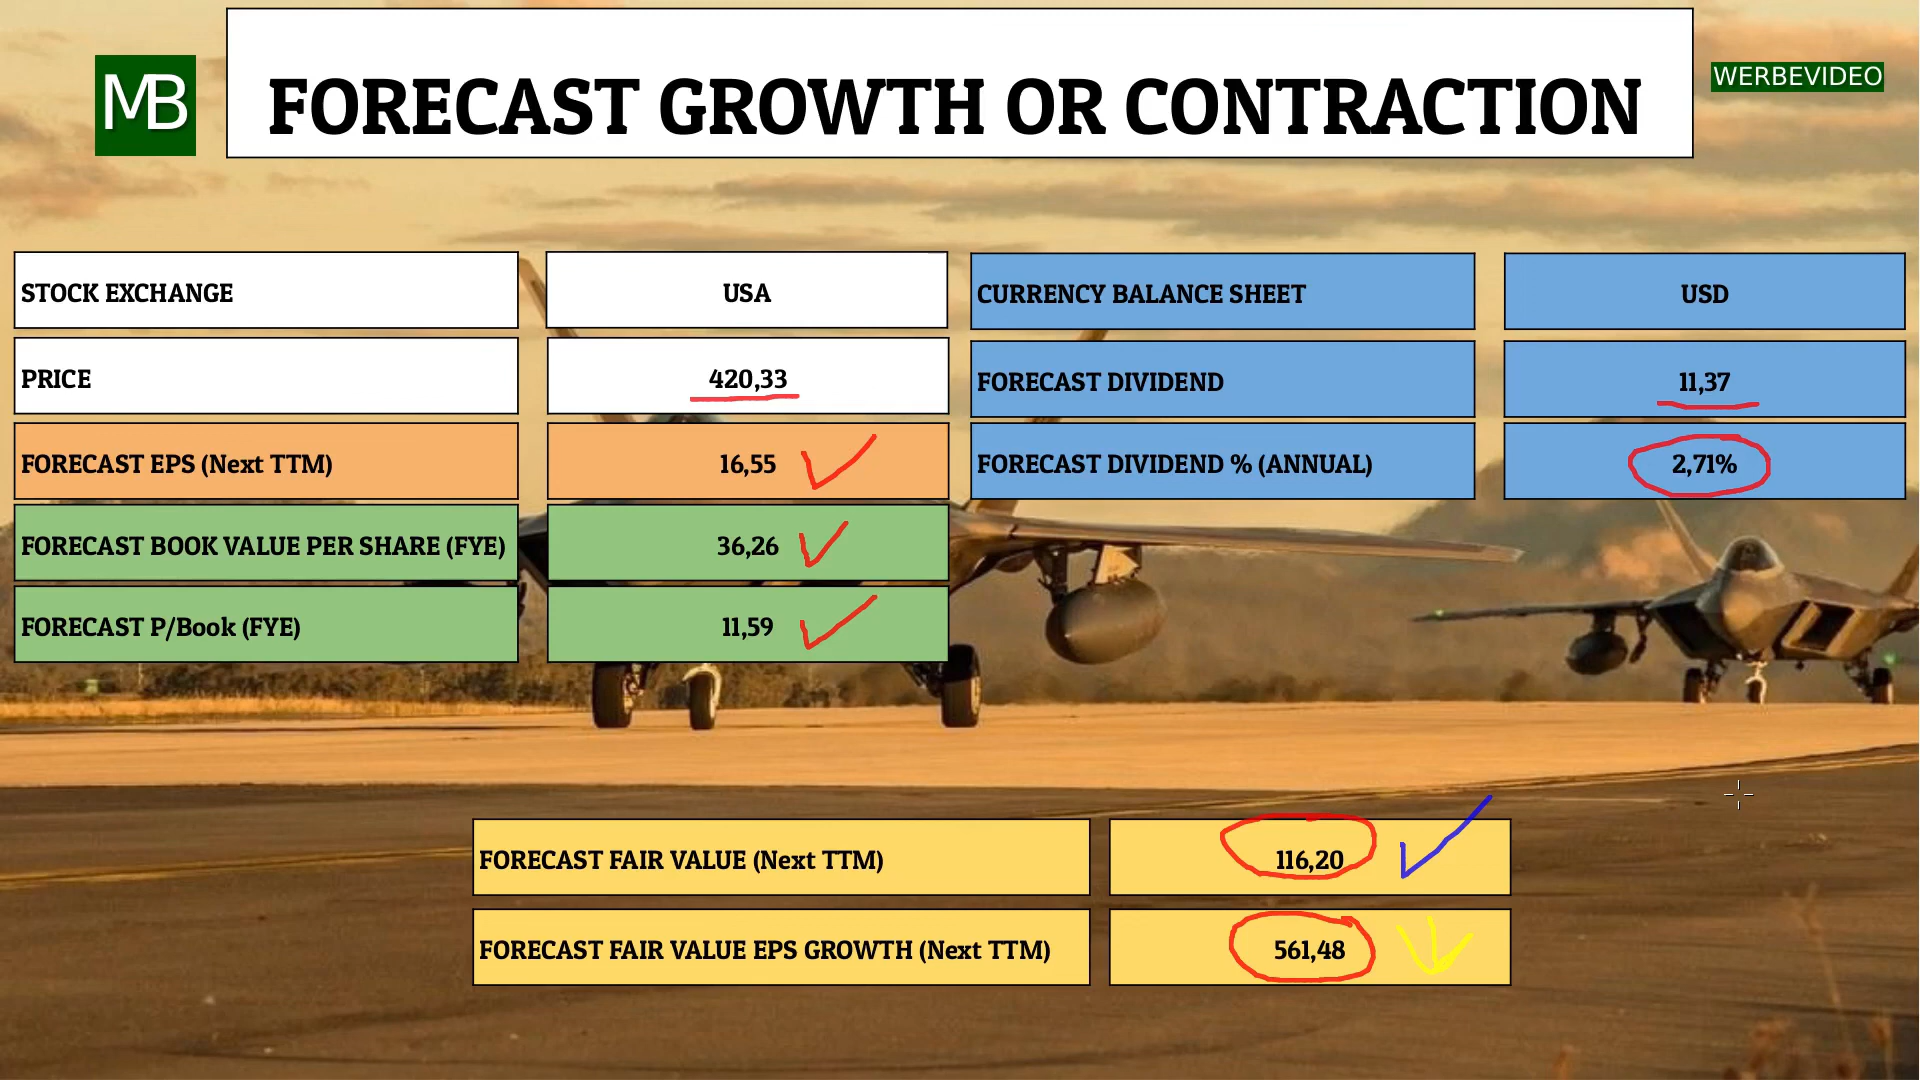 MB
FORECAST GROWTH OR CONTRACTION
WERBEVIDEO
STOCK EXCHANGE
USA
CURRENCY BALANCE SHEET
USD
PRICE
420,33
FORECAST DIVIDEND
11,37
FORECAST EPS (Next TTM)
16,55
FORECAST DIVIDEND % (ANNUAL)
2,71%
FORECAST BOOK VALUE PER SHARE (FYE)
36,26
FORECAST P/Book (FYE)
11,59
FORECAST FAIR VALUE (Next TTM)
116,20
FORECAST FAIR VALUE EPS GROWTH (Next TTM)
561,48